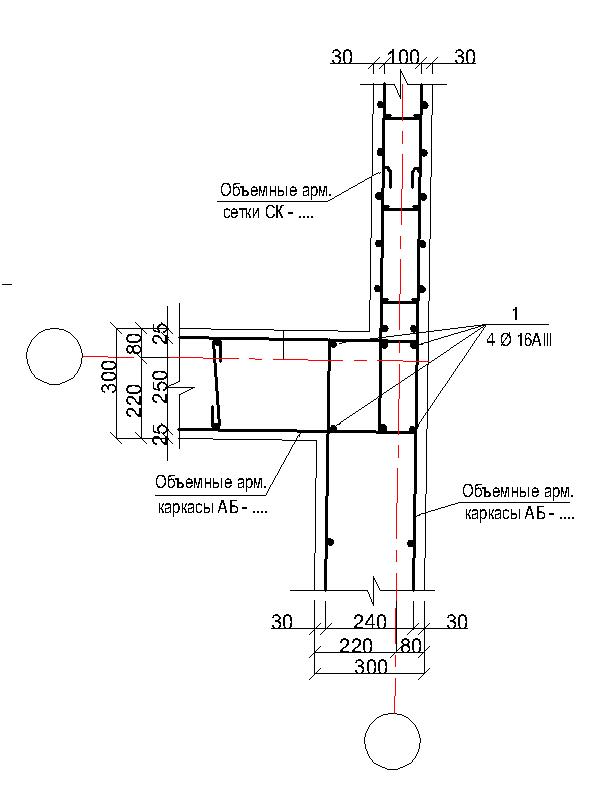 30 100 30
Объемные арм.
сетки СК - ....
1
4 Ø 16АIII
25
80
300
250
220
25
Объемные арм.
каркасы АБ - ....
Объемные арм.
каркасы АБ - ....
30 240 30
220 80
300